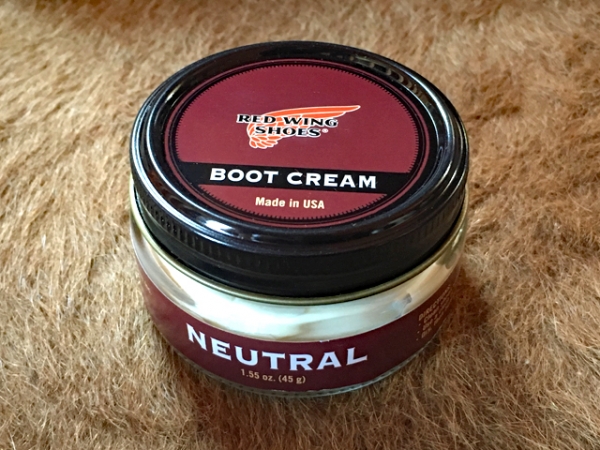 RED WING
SHOES®
BOOT CREAM
Made in USA
NEUTRAL
1.55 oz. (45 g)